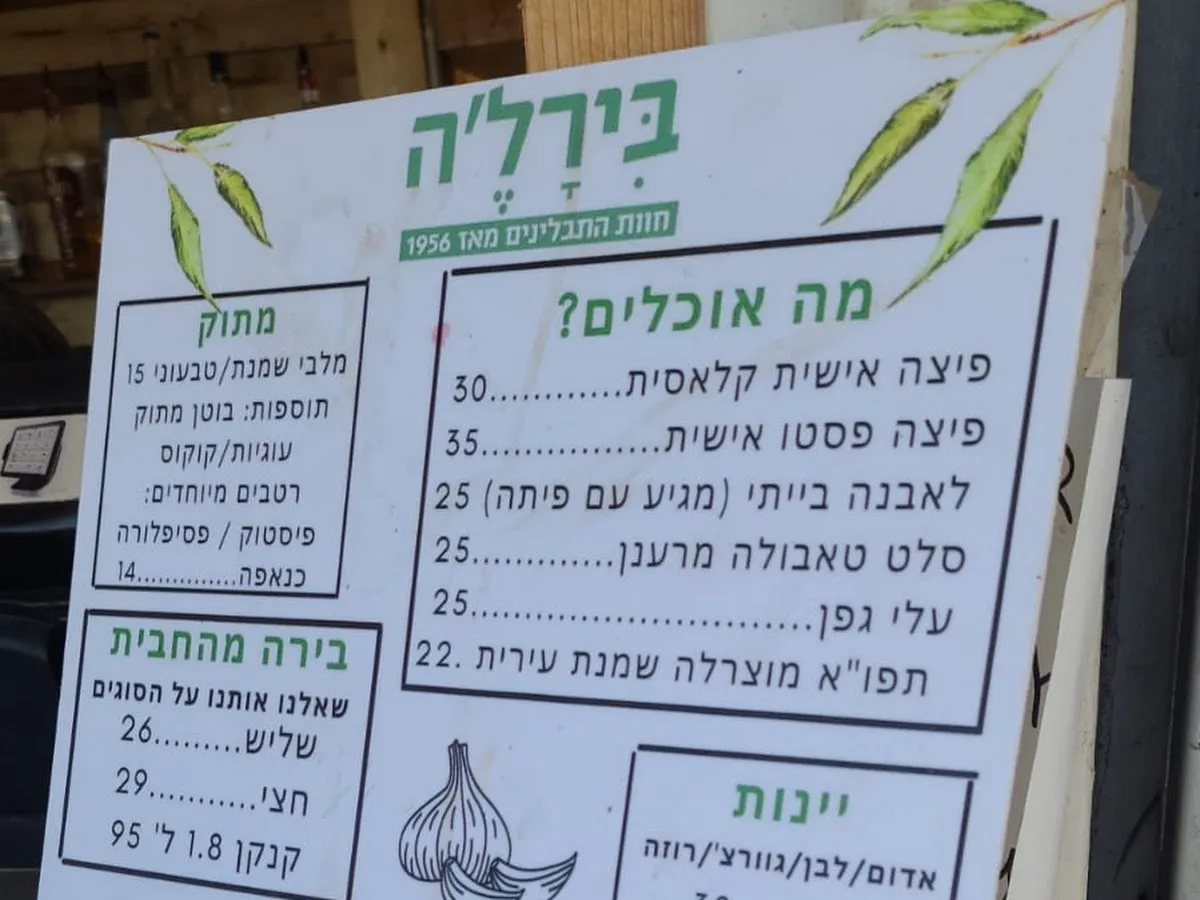 בִּירָלֶ'ה
חוות התבלינים מאז 1956
מה אוכלים?
פיצה אישית קלאסית............30
פיצה פסטו אישית................35
לאבנה בייתי (מגיע עם פיתה) 25
סלט טאבולה מרענן............25
עלי גפן.............................25
תפו"א מוצרלה שמנת עירית .22
מתוק
מלבי שמנת/טבעוני 15
תוספות: בוטן מתוק
עוגיות/קוקוס
רטבים מיוחדים:
פיסטוק / פסיפלורה
כנאפה..............14
בירה מהחבית
שאלנו אותנו על הסוגים
שליש.........26
חצי...........29
קנקן 1.8 ל' 95
יינות
אדום/לבן/גוורצ'/רוזה